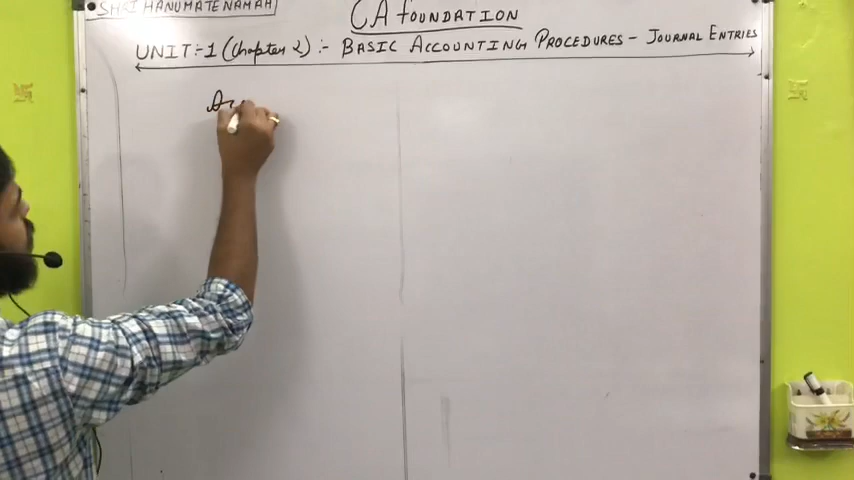 SHRI HANUMATE NAMAH
CA FOUNDATION
UNIT:-1 (Chapter 2) :- BASIC ACCOUNTING PROCEDURES - JOURNAL ENTRIES